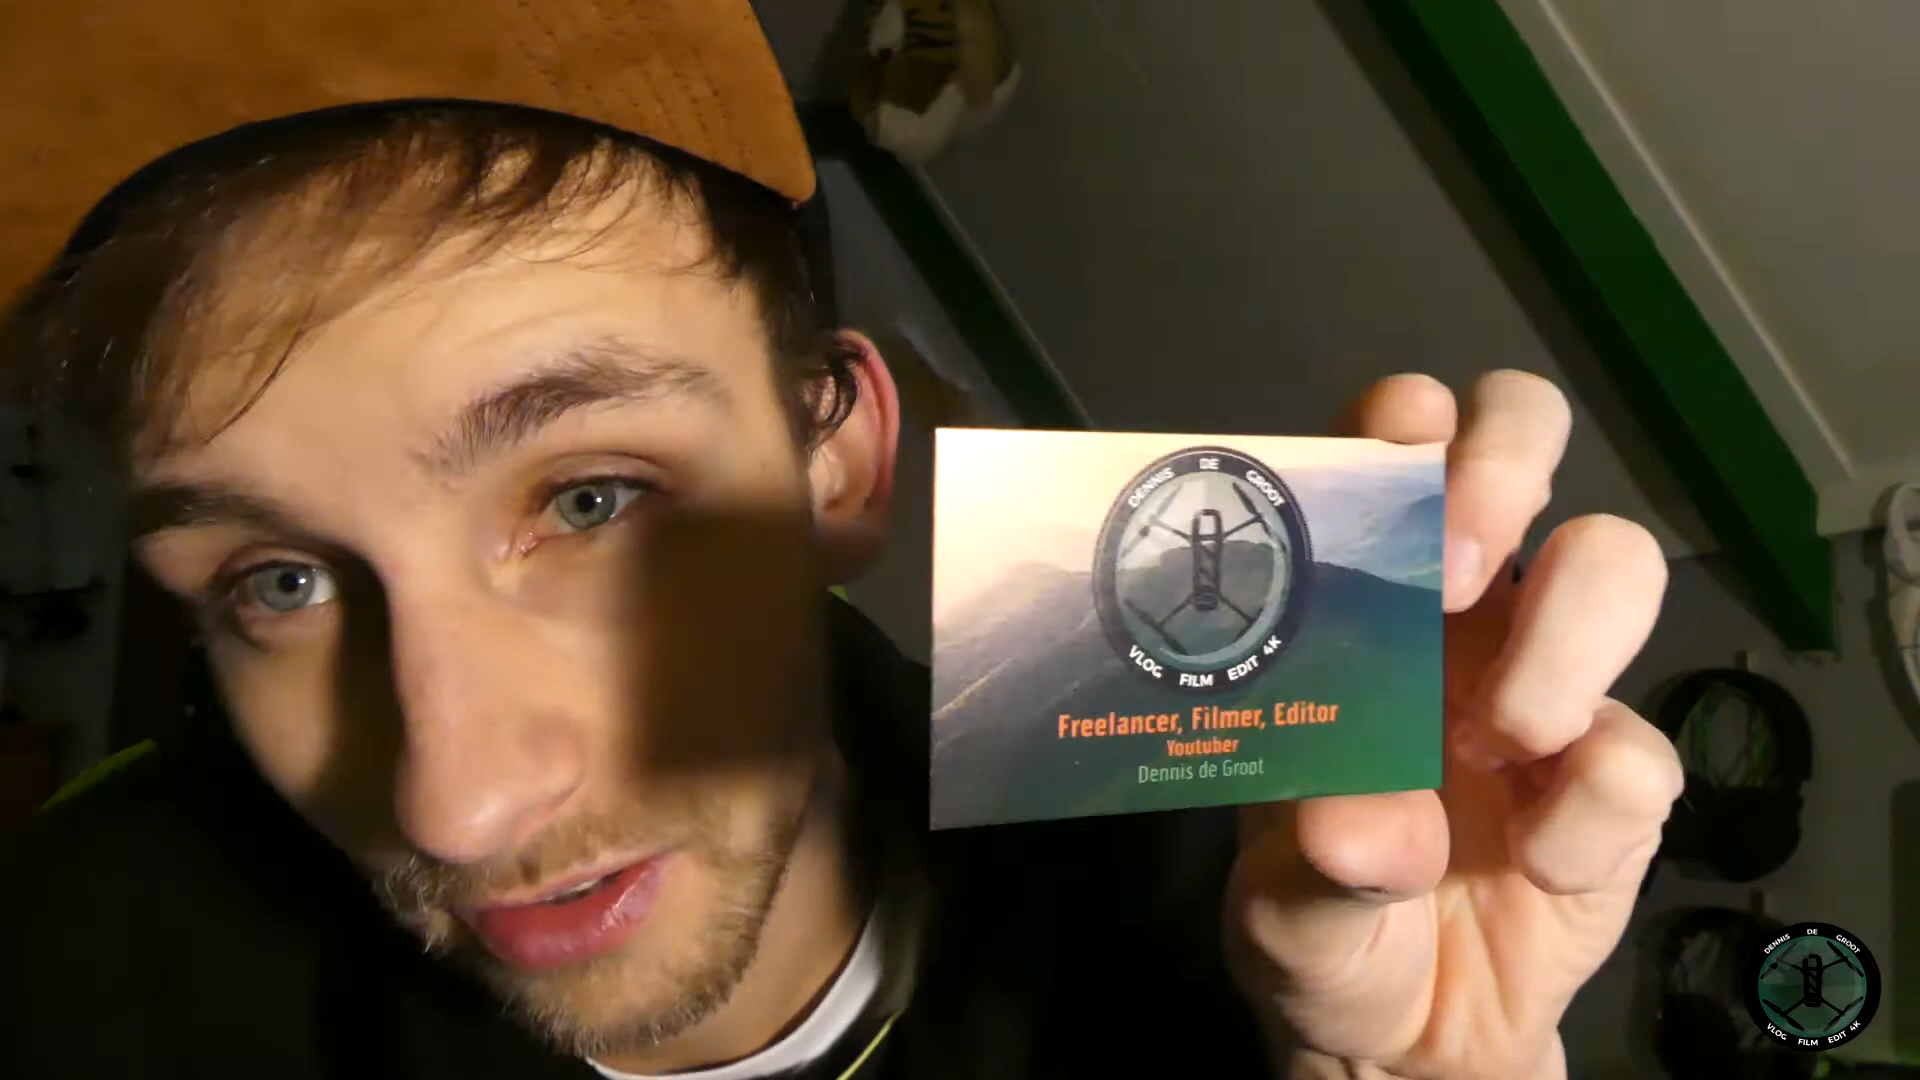 DENNIS DE GROOT
VLOG FILM EDIT 4K
Freelancer, Filmer, Editor
Youtuber
Dennis de Groot
DENNIS DE GROOT
VLOG FILM EDIT 4K